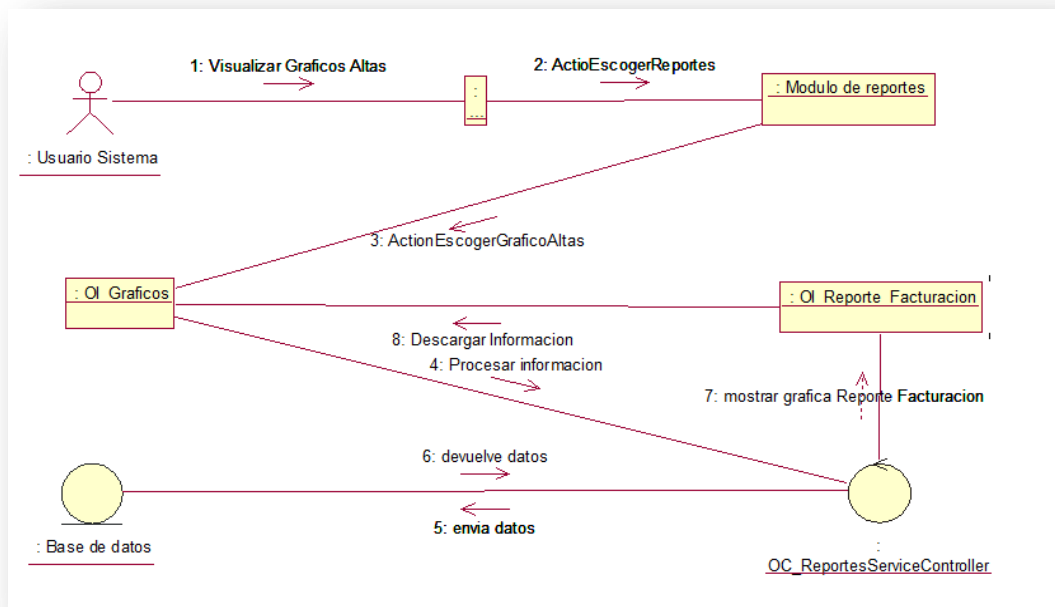 1: Visualizar Graficos Altas
2: ActioEscogerReportes
: Modulo de reportes
:
...
: Usuario Sistema
3: ActionEscogerGraficoAltas
: OI_Graficos
: OI_Reporte_Facturacion
8: Descargar Informacion
4: Procesar informacion
7: mostrar grafica Reporte Facturacion
6: devuelve datos
5: envia datos
: Base de datos
:
OC_ReportesServiceController